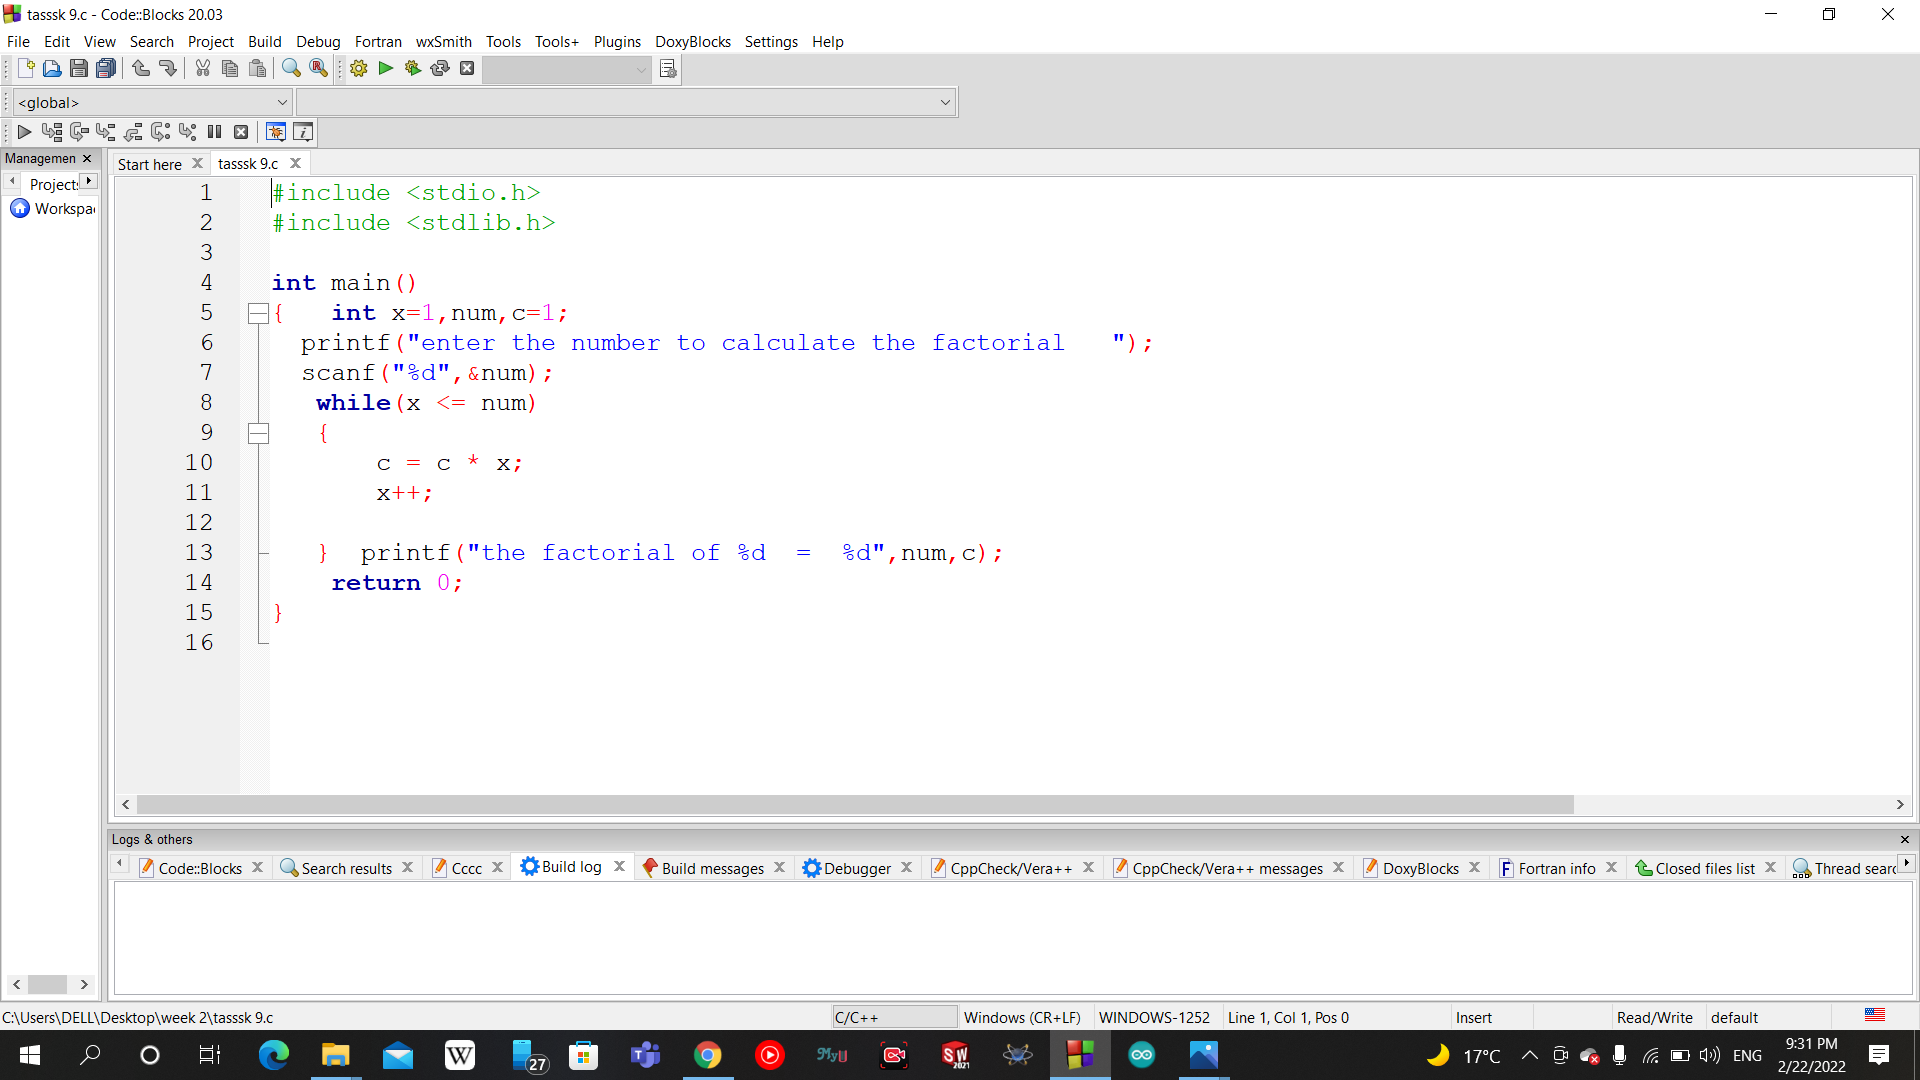 tasssk 9.c - Code::Blocks 20.03
File Edit View Search Project Build Debug Fortran wxSmith Tools Tools+ Plugins DoxyBlocks Settings Help
<global>
Managemen
Start here tasssk 9.c
Projects
Workspa
1 #include <stdio.h>
2 #include <stdlib.h>
3
4 int main()
5 {    int x=1,num,c=1;
6   printf("enter the number to calculate the factorial   ");
7   scanf("%d",&num);
8    while(x <= num)
9    {
10        c = c * x;
11        x++;
12
13    }  printf("the factorial of %d  =  %d",num,c);
14     return 0;
15 }
16
Logs & others
Code::Blocks Search results Cccc Build log Build messages Debugger CppCheck/Vera++ CppCheck/Vera++ messages DoxyBlocks Fortran info Closed files list Thread searc
C:\Users\DELL\Desktop\week 2\tasssk 9.c C/C++ Windows (CR+LF) WINDOWS-1252 Line 1, Col 1, Pos 0 Insert Read/Write default
W 27 MyU SW 2021 17°C ENG 9:31 PM
2/22/2022